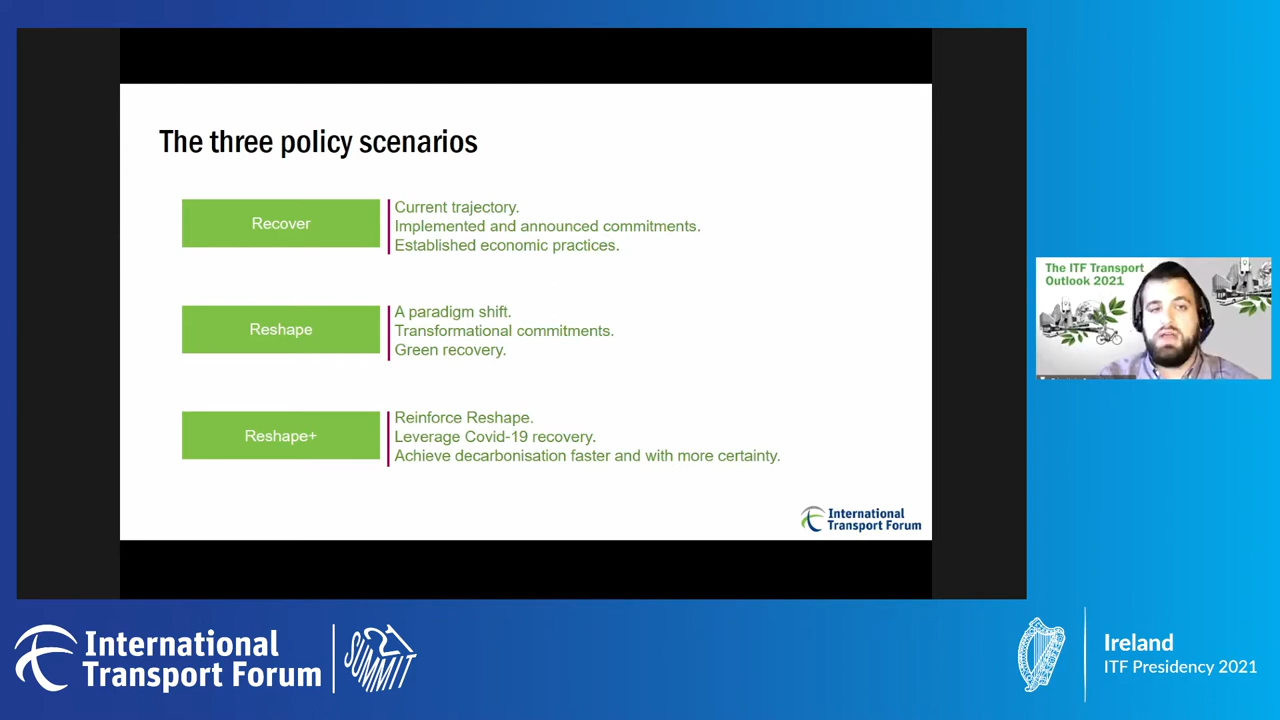 The three policy scenarios
Recover
Current trajectory.
Implemented and announced commitments.
Established economic practices.
Reshape
A paradigm shift.
Transformational commitments.
Green recovery.
Reshape+
Reinforce Reshape.
Leverage Covid-19 recovery.
Achieve decarbonisation faster and with more certainty.
International
Transport Forum
The ITF Transport
Outlook 2021
International
Transport Forum
SUMMIT
Ireland
ITF Presidency 2021